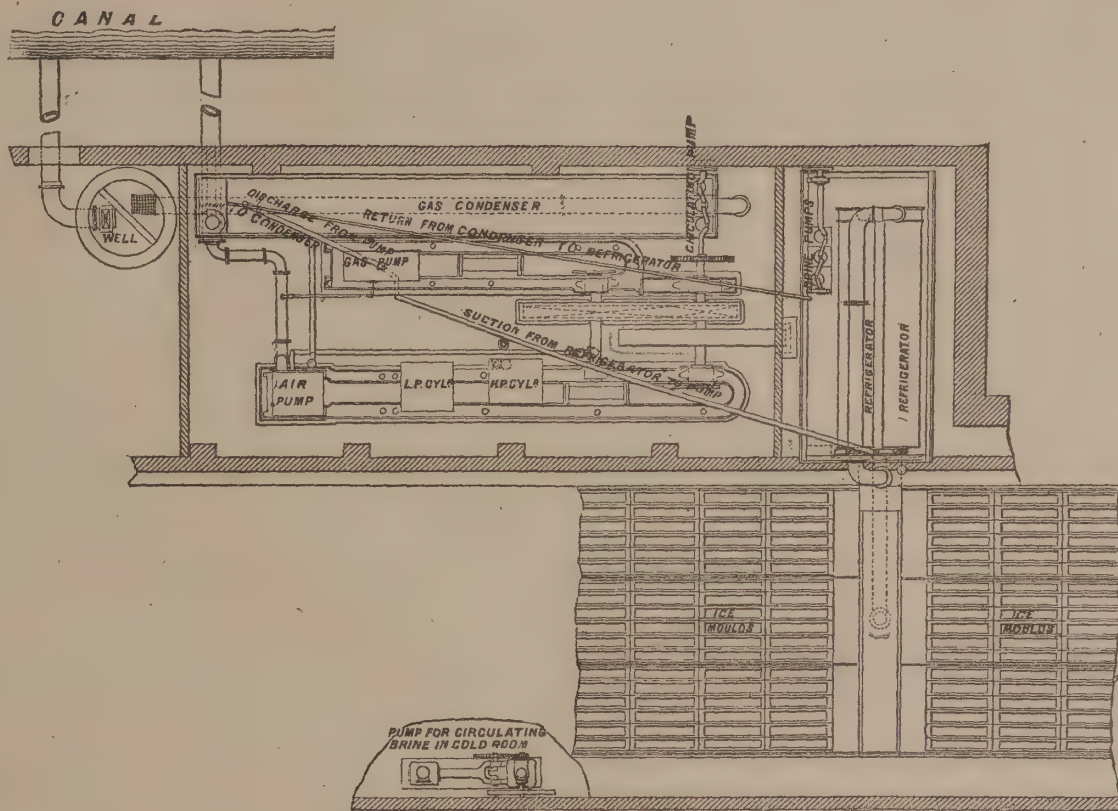 CANAL
WELL
DISCHARGE FROM PUMP
TO CONDENSER
GAS CONDENSER
RETURN FROM CONDENSER TO REFRIGERATOR
CIRCULATING PUMP
GAS PUMP
BRINE PUMPS
SUCTION FROM REFRIGERATOR TO PUMP
REFRIGERATOR
REFRIGERATOR
AIR
PUMP
L.P. CYLR
H.P. CYLR
ICE
MOULDS
ICE
MOULDS
PUMP FOR CIRCULATING
BRINE IN COLD ROOM